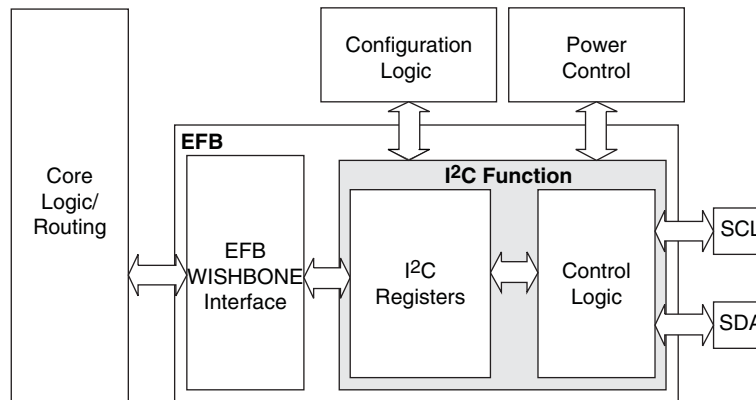 Configuration
Logic
Power
Control
EFB
Core
Logic/
Routing
EFB
WISHBONE
Interface
I²C Function
I²C
Registers
Control
Logic
SCL
SDA